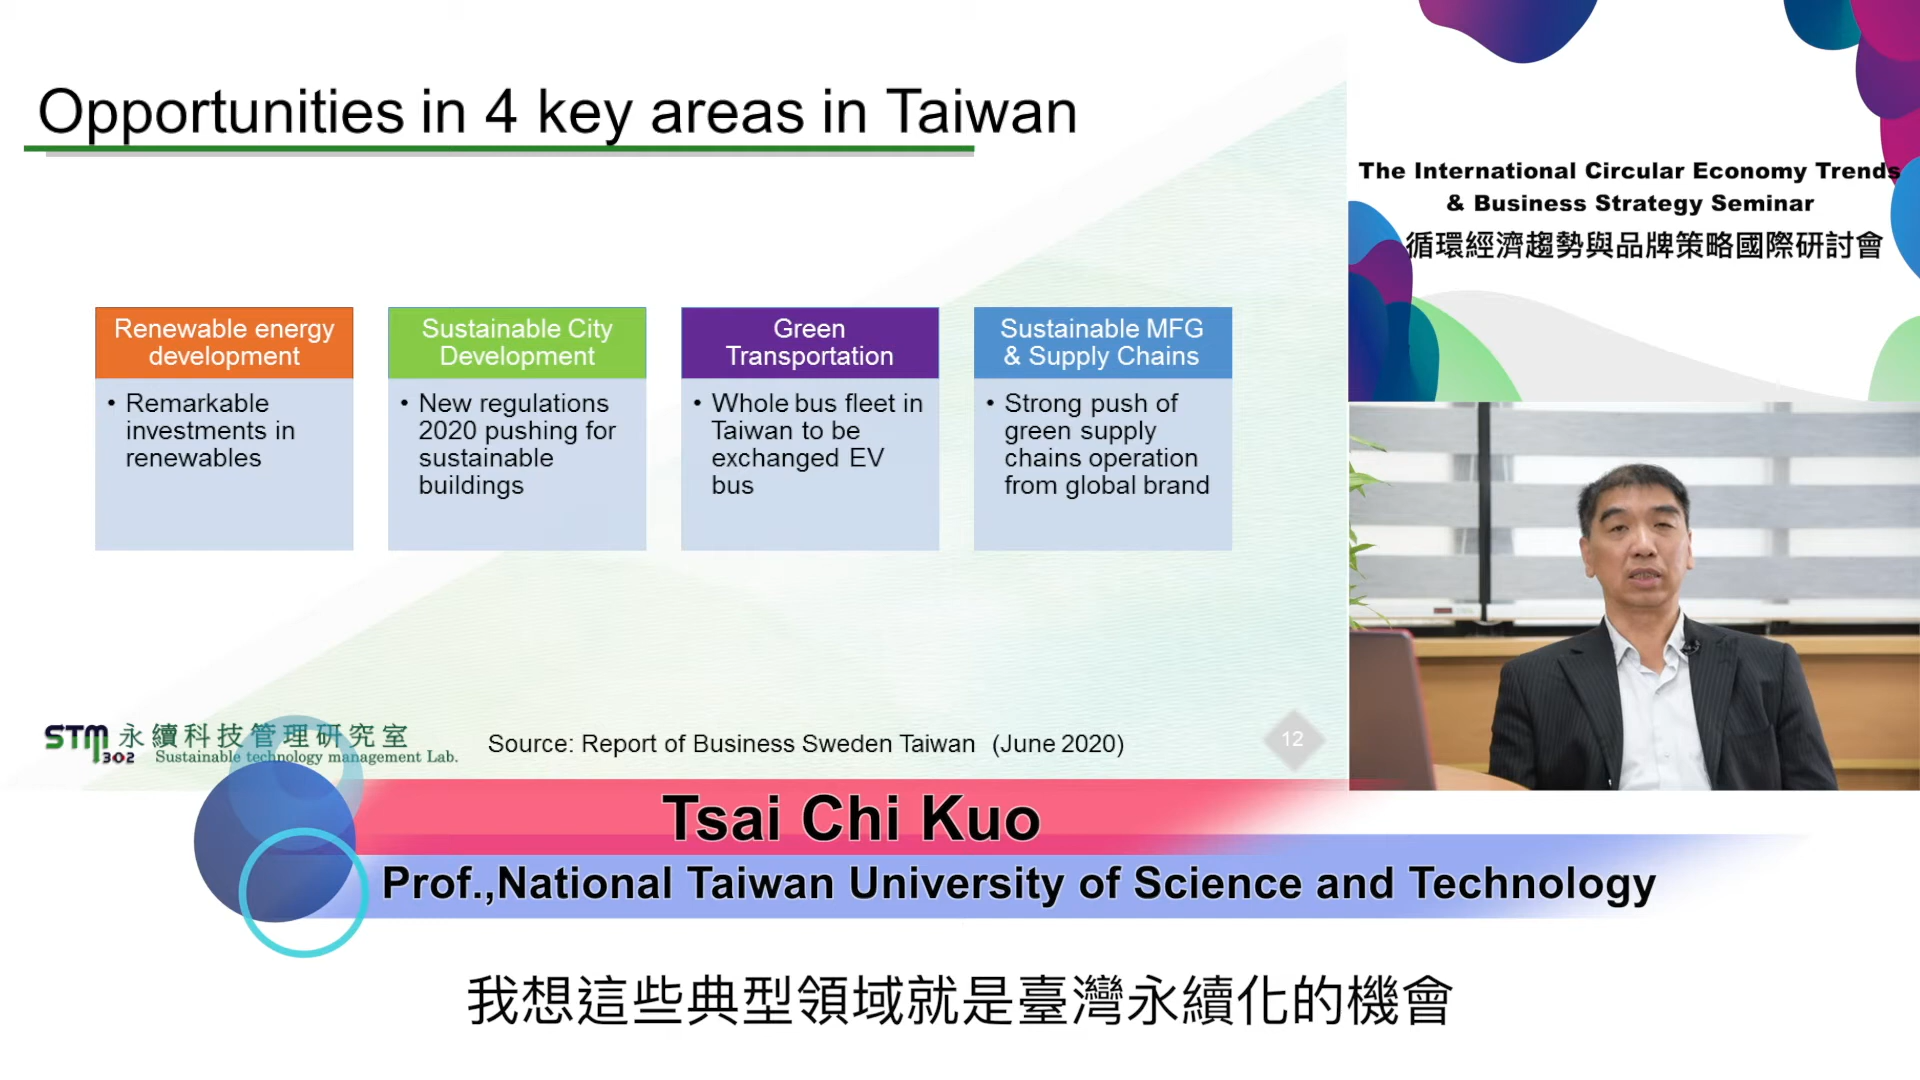 Opportunities in 4 key areas in Taiwan
Renewable energy
development
• Remarkable
investments in
renewables
Sustainable City
Development
• New regulations
2020 pushing for
sustainable
buildings
Green
Transportation
• Whole bus fleet in
Taiwan to be
exchanged EV
bus
Sustainable MFG
& Supply Chains
• Strong push of
green supply
chains operation
from global brand
STM 永續科技管理研究室
302 Sustainable technology management Lab.
Source: Report of Business Sweden Taiwan (June 2020)
12
The International Circular Economy Trends
& Business Strategy Seminar
循環經濟趨勢與品牌策略國際研討會
Tsai Chi Kuo
Prof.,National Taiwan University of Science and Technology
我想這些典型領域就是臺灣永續化的機會